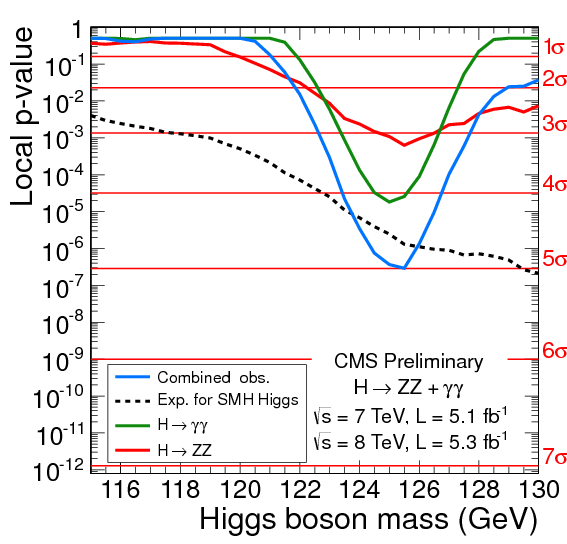 Local p-value
1
10⁻¹
10⁻²
10⁻³
10⁻⁴
10⁻⁵
10⁻⁶
10⁻⁷
10⁻⁸
10⁻⁹
10⁻¹⁰
10⁻¹¹
10⁻¹²
1σ
2σ
3σ
4σ
5σ
6σ
7σ
Combined obs.
Exp. for SMH Higgs
H→γγ
H→ZZ
CMS Preliminary
H→ZZ + γγ
√s = 7 TeV, L = 5.1 fb⁻¹
√s = 8 TeV, L = 5.3 fb⁻¹
116 118 120 122 124 126 128 130
Higgs boson mass (GeV)